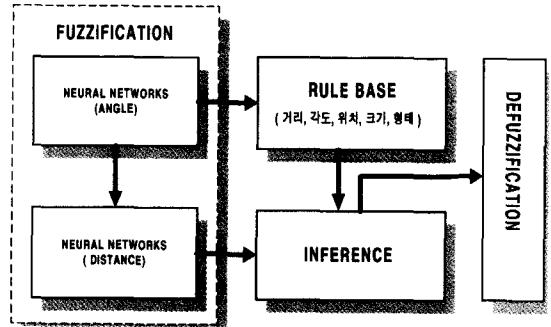 FUZZIFICATION
NEURAL NETWORKS
(ANGLE)
RULE BASE
( 거리, 각도, 위치, 크기, 형태 )
NEURAL NETWORKS
( DISTANCE)
INFERENCE
DEFUZZIFICATION